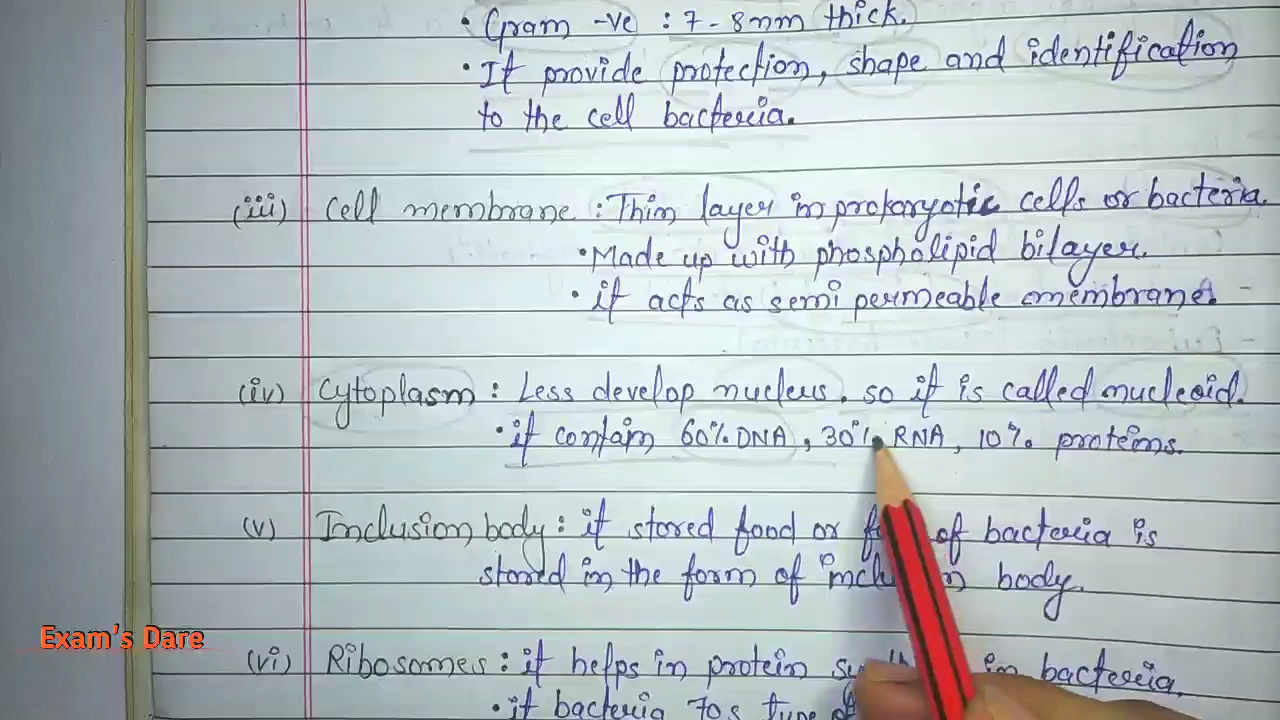 • Gram -ve : 7-8mm thick.
• It provide protection, shape and identification
to the cell bacteria.
(iii) Cell membrane : Thin layer in prokaryotic cells or bacteria.
• Made up with phospholipid bilayer.
• it acts as semi permeable membrane.
(iv) Cytoplasm : Less develop nucleus, so it is called nucleoid.
• it contain 60% DNA, 30% RNA, 10% proteins.
(v) Inclusion body : it stored food or of bacteria is
stored in the form of body.
Exam's Dare
(vi) Ribosomes : it helps in protein in bacteria.
• it bacteria 70s type